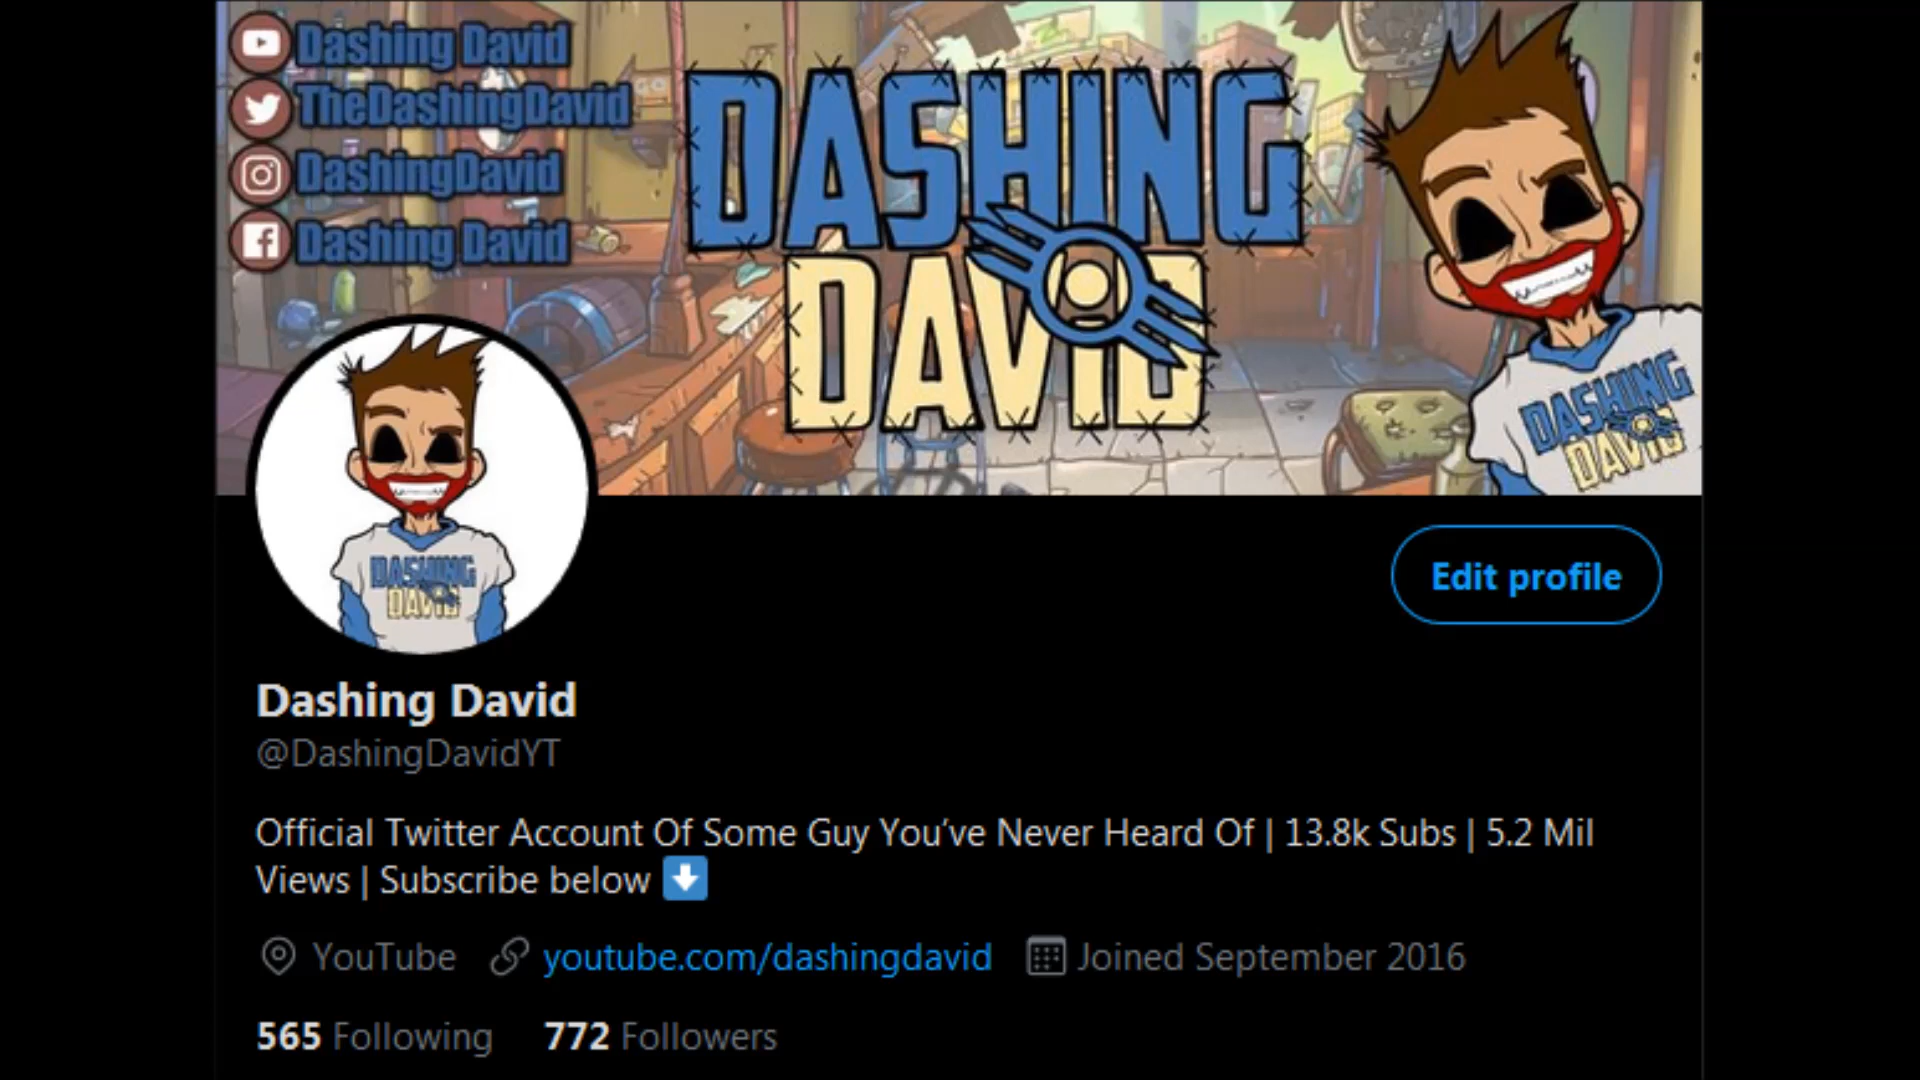 Dashing David
TheDashingDavid
DashingDavid
Dashing David
DASHING
DAVID
DASHING
DAVID
DASHING
DAVID
Edit profile
Dashing David
@DashingDavidYT
Official Twitter Account Of Some Guy You've Never Heard Of | 13.8k Subs | 5.2 Mil
Views | Subscribe below ⬇
YouTube youtube.com/dashingdavid Joined September 2016
565 Following 772 Followers